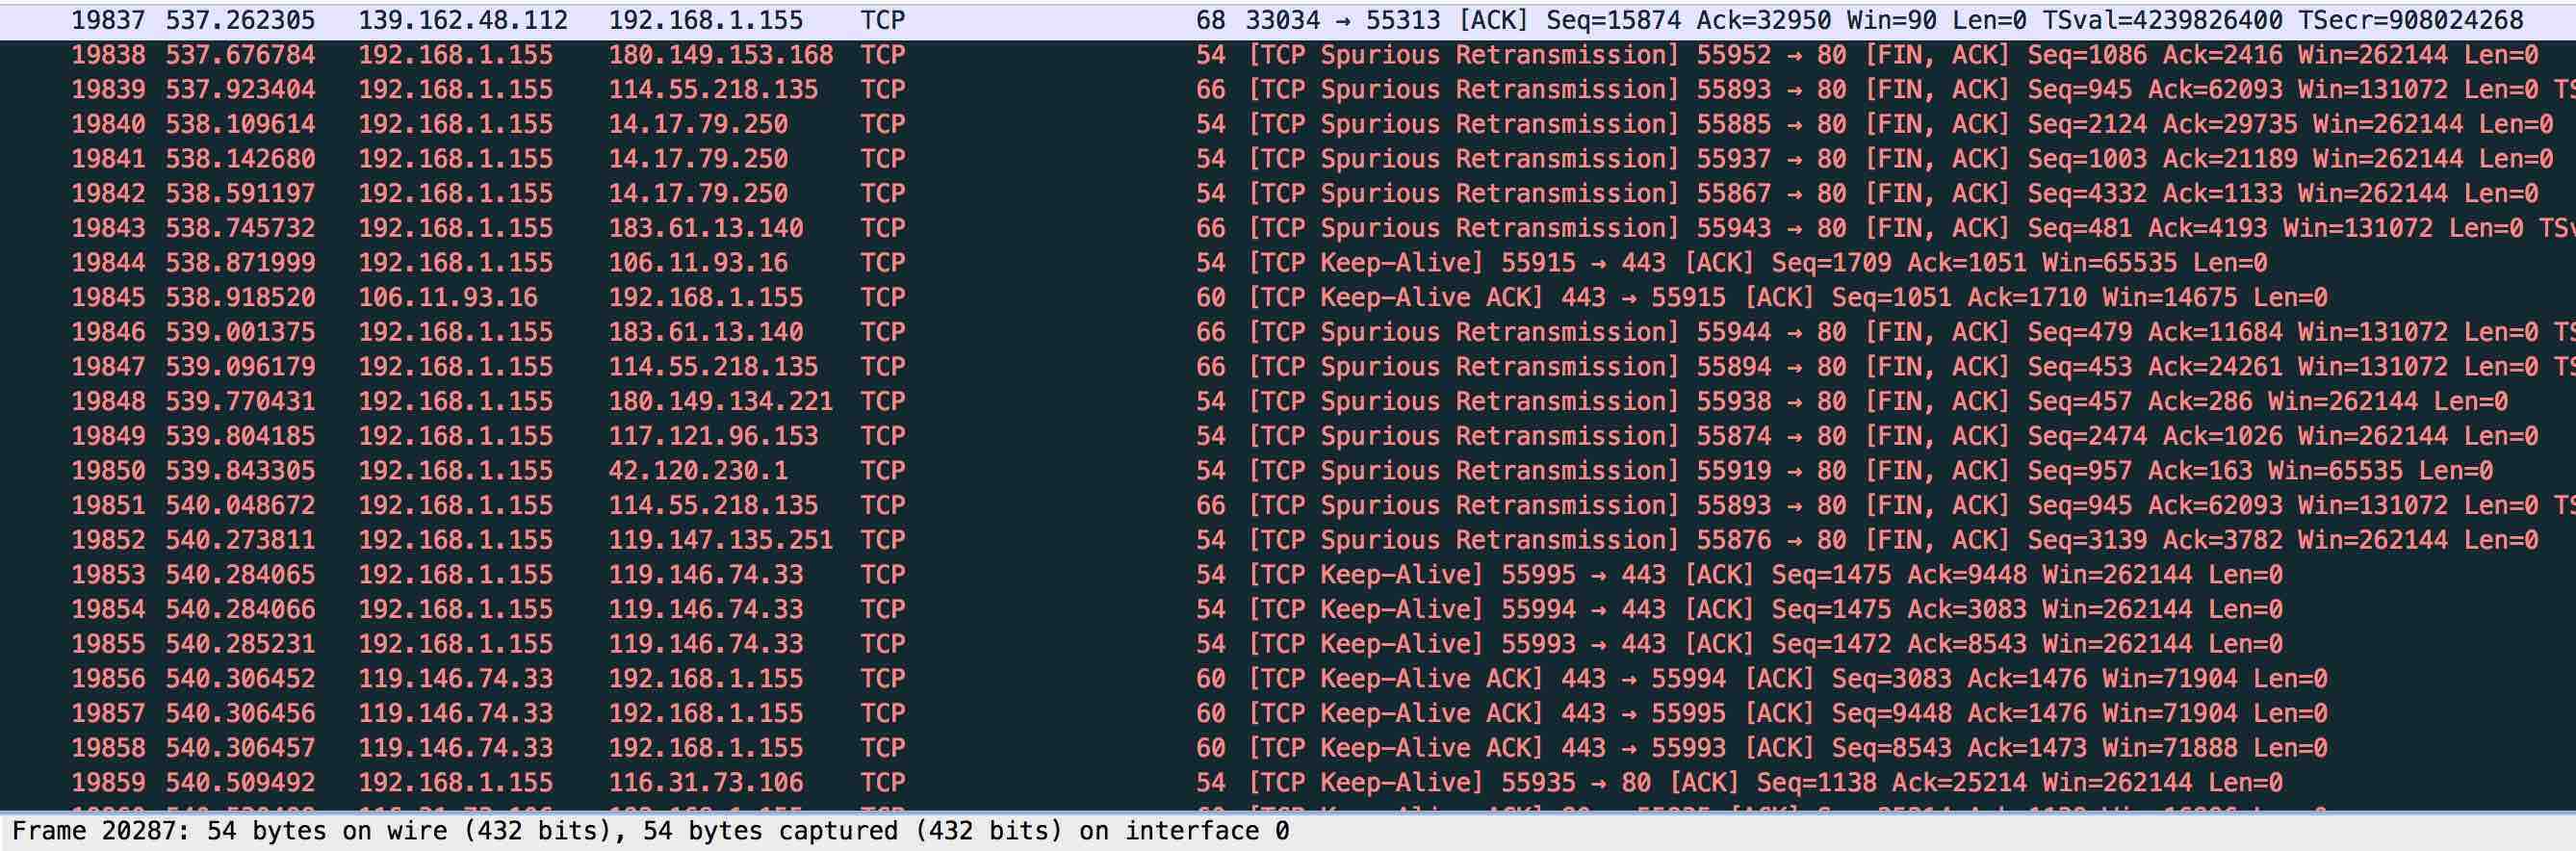 19837 537.262305 139.162.48.112 192.168.1.155 TCP 68 33034 → 55313 [ACK] Seq=15874 Ack=32950 Win=90 Len=0 TSval=4239826400 TSecr=908024268
19838 537.676784 192.168.1.155 180.149.153.168 TCP 54 [TCP Spurious Retransmission] 55952 → 80 [FIN, ACK] Seq=1086 Ack=2416 Win=262144 Len=0
19839 537.923404 192.168.1.155 114.55.218.135 TCP 66 [TCP Spurious Retransmission] 55893 → 80 [FIN, ACK] Seq=945 Ack=62093 Win=131072 Len=0 TS
19840 538.109614 192.168.1.155 14.17.79.250 TCP 54 [TCP Spurious Retransmission] 55885 → 80 [FIN, ACK] Seq=2124 Ack=29735 Win=262144 Len=0
19841 538.142680 192.168.1.155 14.17.79.250 TCP 54 [TCP Spurious Retransmission] 55937 → 80 [FIN, ACK] Seq=1003 Ack=21189 Win=262144 Len=0
19842 538.591197 192.168.1.155 14.17.79.250 TCP 54 [TCP Spurious Retransmission] 55867 → 80 [FIN, ACK] Seq=4332 Ack=1133 Win=262144 Len=0
19843 538.745732 192.168.1.155 183.61.13.140 TCP 66 [TCP Spurious Retransmission] 55943 → 80 [FIN, ACK] Seq=481 Ack=4193 Win=131072 Len=0 TSv
19844 538.871999 192.168.1.155 106.11.93.16 TCP 54 [TCP Keep-Alive] 55915 → 443 [ACK] Seq=1709 Ack=1051 Win=65535 Len=0
19845 538.918520 106.11.93.16 192.168.1.155 TCP 60 [TCP Keep-Alive ACK] 443 → 55915 [ACK] Seq=1051 Ack=1710 Win=14675 Len=0
19846 539.001375 192.168.1.155 183.61.13.140 TCP 66 [TCP Spurious Retransmission] 55944 → 80 [FIN, ACK] Seq=479 Ack=11684 Win=131072 Len=0 TS
19847 539.096179 192.168.1.155 114.55.218.135 TCP 66 [TCP Spurious Retransmission] 55894 → 80 [FIN, ACK] Seq=453 Ack=24261 Win=131072 Len=0 TS
19848 539.770431 192.168.1.155 180.149.134.221 TCP 54 [TCP Spurious Retransmission] 55938 → 80 [FIN, ACK] Seq=457 Ack=286 Win=262144 Len=0
19849 539.804185 192.168.1.155 117.121.96.153 TCP 54 [TCP Spurious Retransmission] 55874 → 80 [FIN, ACK] Seq=2474 Ack=1026 Win=262144 Len=0
19850 539.843305 192.168.1.155 42.120.230.1 TCP 54 [TCP Spurious Retransmission] 55919 → 80 [FIN, ACK] Seq=957 Ack=163 Win=65535 Len=0
19851 540.048672 192.168.1.155 114.55.218.135 TCP 66 [TCP Spurious Retransmission] 55893 → 80 [FIN, ACK] Seq=945 Ack=62093 Win=131072 Len=0 TS
19852 540.273811 192.168.1.155 119.147.135.251 TCP 54 [TCP Spurious Retransmission] 55876 → 80 [FIN, ACK] Seq=3139 Ack=3782 Win=262144 Len=0
19853 540.284065 192.168.1.155 119.146.74.33 TCP 54 [TCP Keep-Alive] 55995 → 443 [ACK] Seq=1475 Ack=9448 Win=262144 Len=0
19854 540.284066 192.168.1.155 119.146.74.33 TCP 54 [TCP Keep-Alive] 55994 → 443 [ACK] Seq=1475 Ack=3083 Win=262144 Len=0
19855 540.285231 192.168.1.155 119.146.74.33 TCP 54 [TCP Keep-Alive] 55993 → 443 [ACK] Seq=1472 Ack=8543 Win=262144 Len=0
19856 540.306452 119.146.74.33 192.168.1.155 TCP 60 [TCP Keep-Alive ACK] 443 → 55994 [ACK] Seq=3083 Ack=1476 Win=71904 Len=0
19857 540.306456 119.146.74.33 192.168.1.155 TCP 60 [TCP Keep-Alive ACK] 443 → 55995 [ACK] Seq=9448 Ack=1476 Win=71904 Len=0
19858 540.306457 119.146.74.33 192.168.1.155 TCP 60 [TCP Keep-Alive ACK] 443 → 55993 [ACK] Seq=8543 Ack=1473 Win=71888 Len=0
19859 540.509492 192.168.1.155 116.31.73.106 TCP 54 [TCP Keep-Alive] 55935 → 80 [ACK] Seq=1138 Ack=25214 Win=262144 Len=0
Frame 20287: 54 bytes on wire (432 bits), 54 bytes captured (432 bits) on interface 0